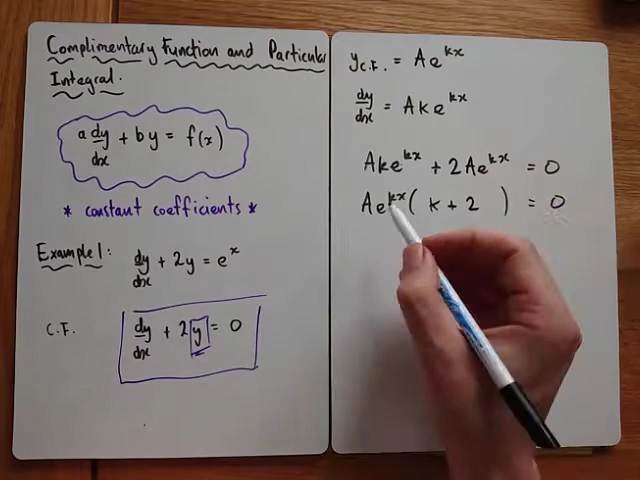 Complimentary Function and Particular
Integral.
a dy/dx + by = f(x)
* constant coefficients *
Example 1: dy/dx + 2y = e^x
C.F. dy/dx + 2y = 0
y_C.F. = Ae^kx
dy/dx = Ake^kx
Ake^kx + 2Ae^kx = 0
Ae^kx ( k + 2 ) = 0